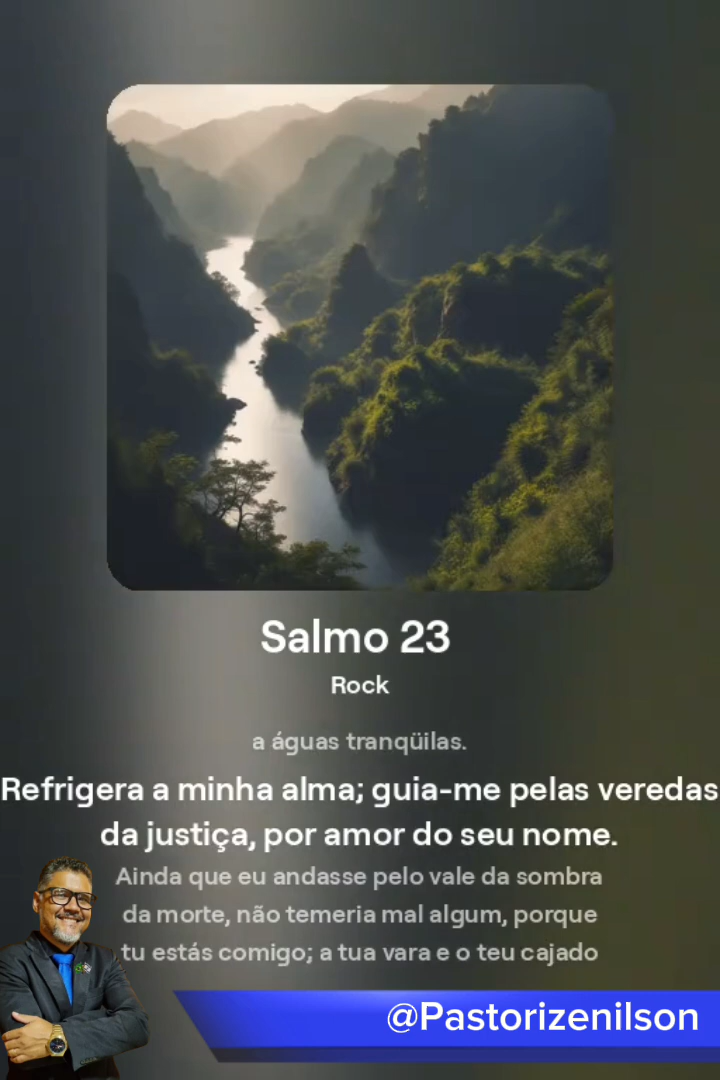 Salmo 23
Rock
a águas tranqüilas.
Refrigera a minha alma; guia-me pelas veredas
da justiça, por amor do seu nome.
Ainda que eu andasse pelo vale da sombra
da morte, não temeria mal algum, porque
tu estás comigo; a tua vara e o teu cajado
@Pastorizenilson